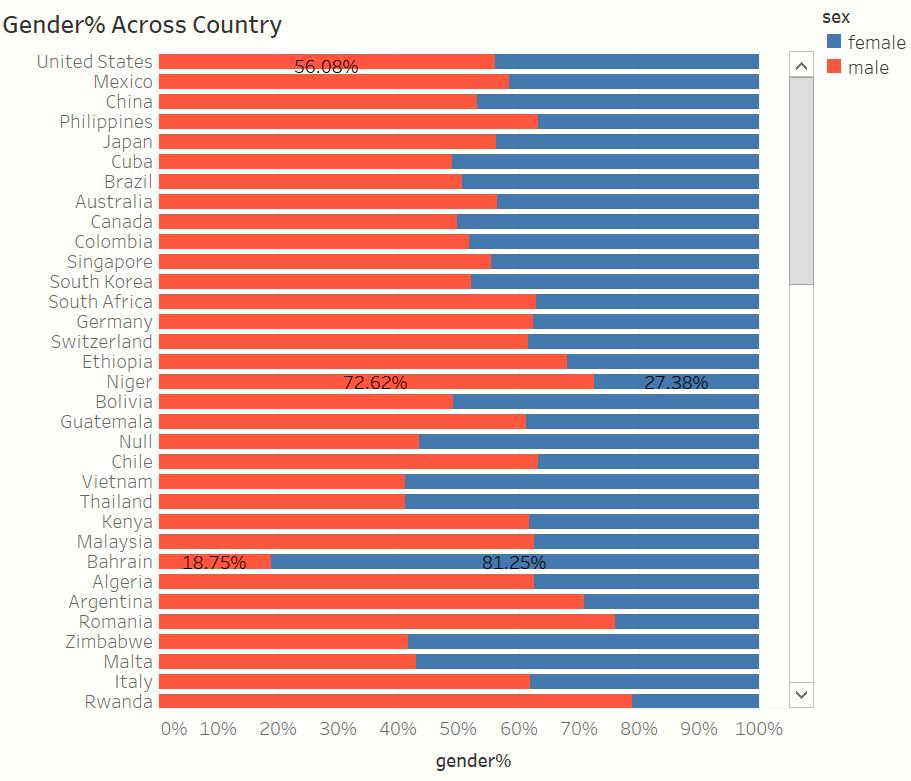 Gender% Across Country
sex
female
male
United States 56.08%
Mexico
China
Philippines
Japan
Cuba
Brazil
Australia
Canada
Colombia
Singapore
South Korea
South Africa
Germany
Switzerland
Ethiopia
Niger 72.62% 27.38%
Bolivia
Guatemala
Null
Chile
Vietnam
Thailand
Kenya
Malaysia
Bahrain 18.75% 81.25%
Algeria
Argentina
Romania
Zimbabwe
Malta
Italy
Rwanda
0% 10% 20% 30% 40% 50% 60% 70% 80% 90% 100%
gender%